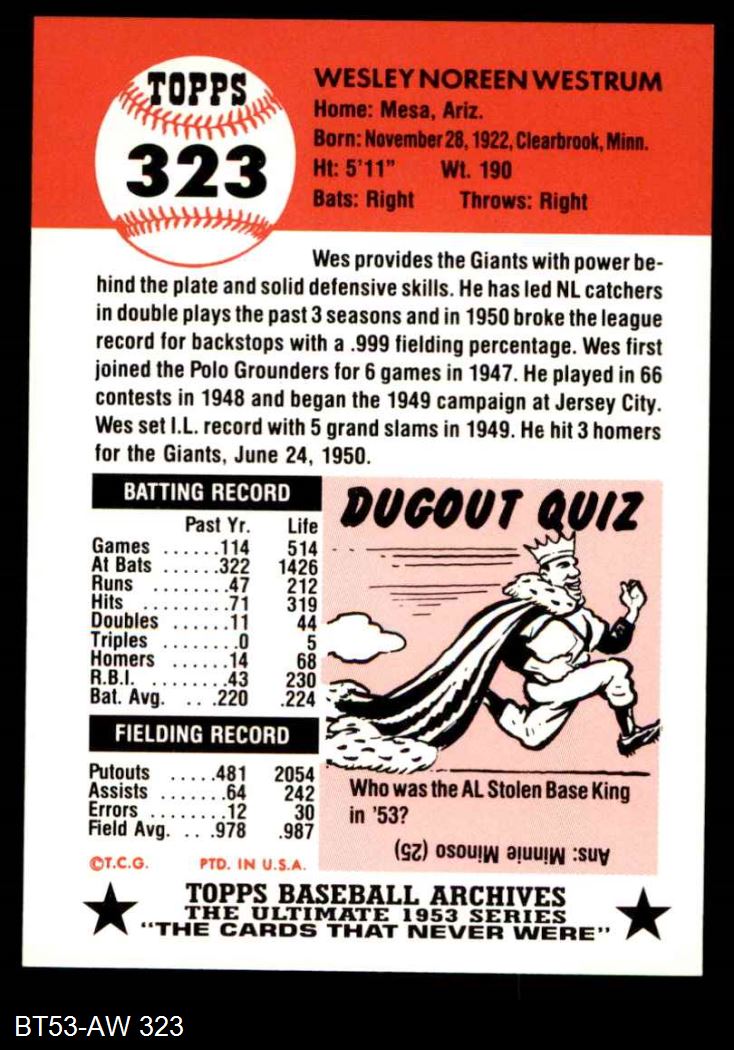 TOPPS
323
WESLEY NOREEN WESTRUM
Home: Mesa, Ariz.
Born: November 28, 1922, Clearbrook, Minn.
Ht: 5'11" Wt. 190
Bats: Right Throws: Right
Wes provides the Giants with power be-
hind the plate and solid defensive skills. He has led NL catchers
in double plays the past 3 seasons and in 1950 broke the league
record for backstops with a .999 fielding percentage. Wes first
joined the Polo Grounders for 6 games in 1947. He played in 66
contests in 1948 and began the 1949 campaign at Jersey City.
Wes set I.L. record with 5 grand slams in 1949. He hit 3 homers
for the Giants, June 24, 1950.
BATTING RECORD
Past Yr. Life
Games ......114 514
At Bats ......322 1426
Runs .......47 212
Hits ........71 319
Doubles ......11 44
Triples .......0 5
Homers ......14 68
R.B.I. ........43 230
Bat. Avg. ....220 .224
FIELDING RECORD
Putouts .....481 2054
Assists .......64 242
Errors .......12 30
Field Avg. ....978 .987
©T.C.G. PTD. IN U.S.A.
DUGOUT QUIZ
Who was the AL Stolen Base King
in '53?
Ans: Minnie Minoso (25)
TOPPS BASEBALL ARCHIVES
THE ULTIMATE 1953 SERIES
"THE CARDS THAT NEVER WERE"
BT53-AW 323